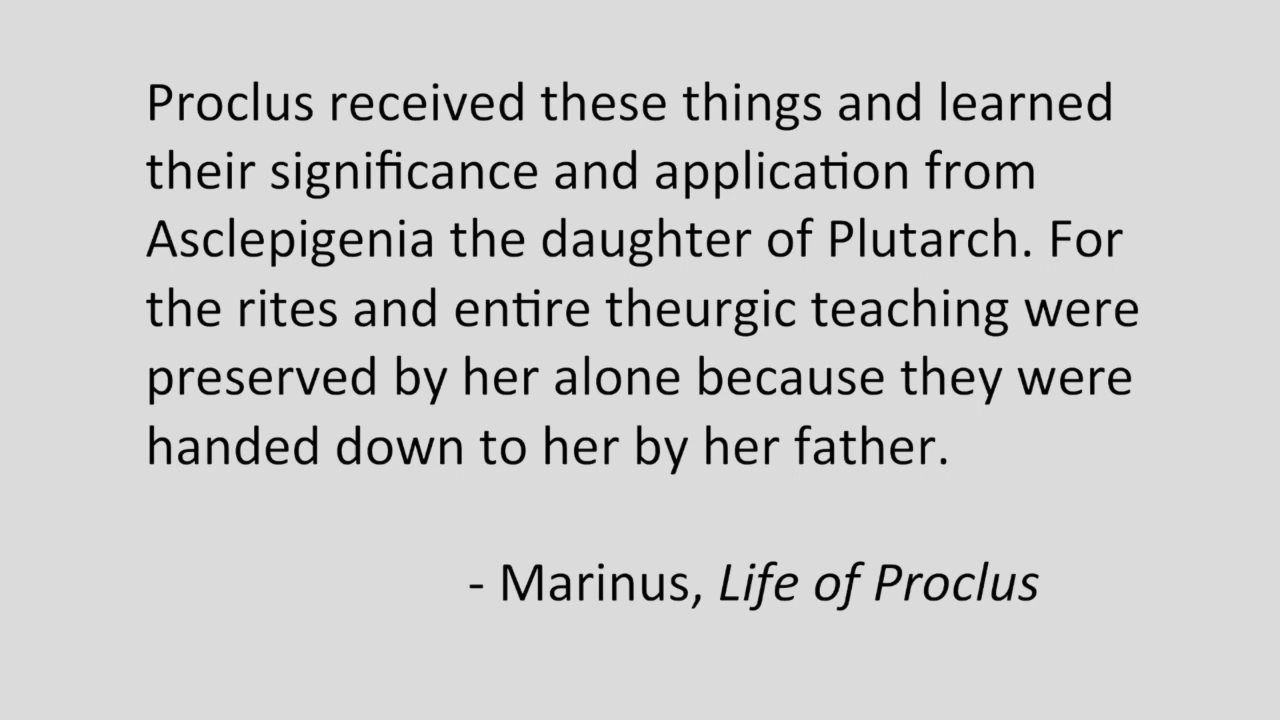 Proclus received these things and learned
their significance and application from
Asclepigenia the daughter of Plutarch. For
the rites and entire theurgic teaching were
preserved by her alone because they were
handed down to her by her father.
- Marinus, Life of Proclus